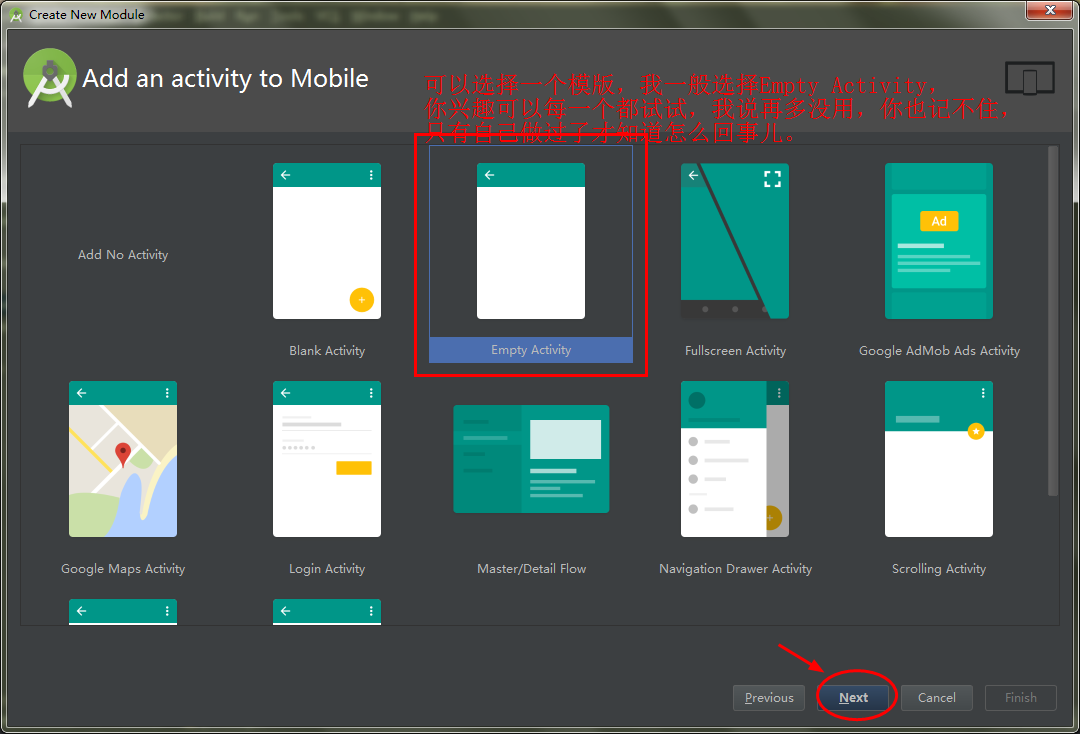 Create New Module
Add an activity to Mobile
可以选择一个模版，我一般选择Empty Activity，
你兴趣可以每一个都试试，我说再多没用，你也记不住，
只有自己做过了才知道怎么回事儿。
Add No Activity
Blank Activity
Empty Activity
Fullscreen Activity
Ad
Google AdMob Ads Activity
Google Maps Activity
Login Activity
Master/Detail Flow
Navigation Drawer Activity
Scrolling Activity
Previous
Next
Cancel
Finish